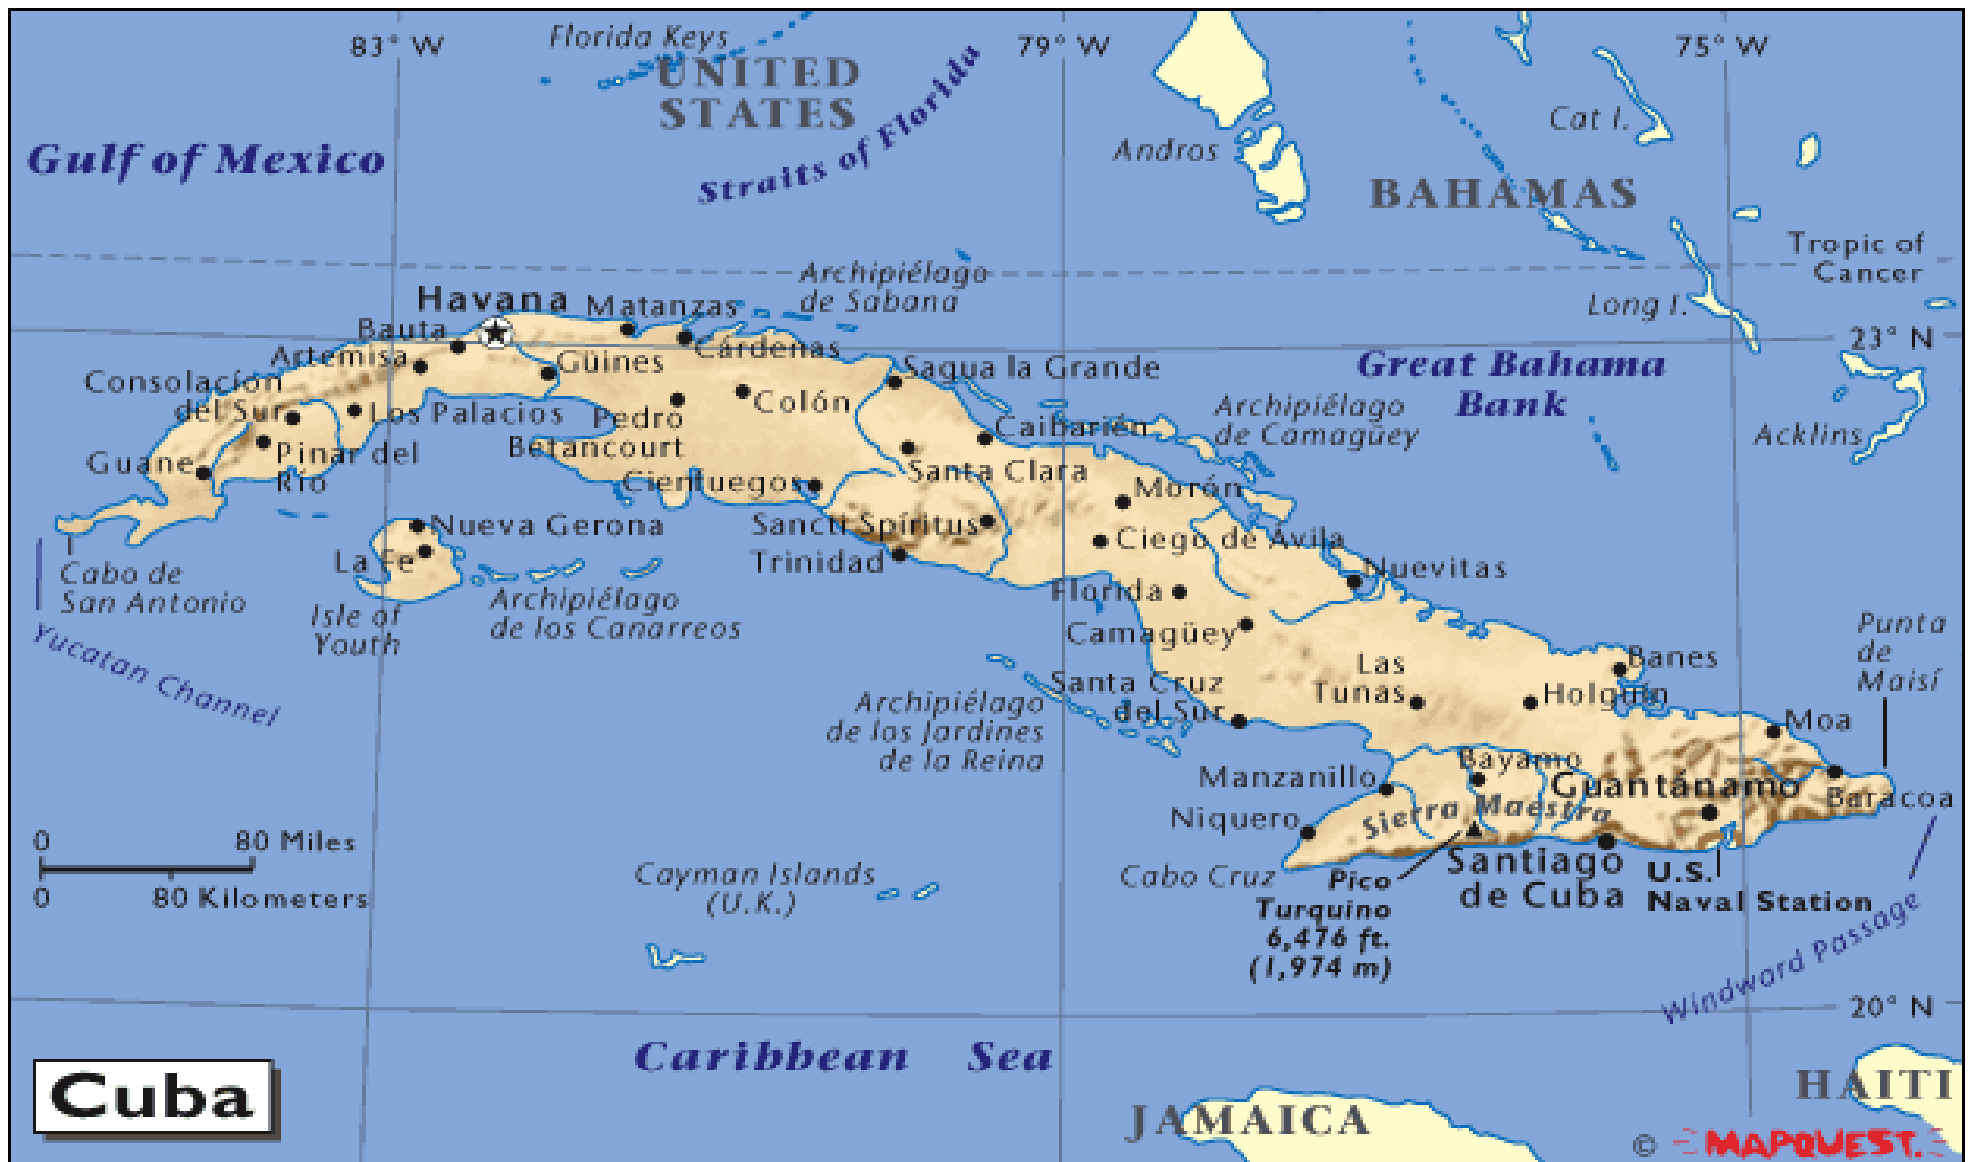 83° W
Florida Keys
79° W
75° W
UNITED
STATES
Straits of Florida
Cat I.
Gulf of Mexico
Andros
BAHAMAS
Tropic of
Cancer
Archipiélago
de Sabana
Havana
Matanzas
Long I.
Bauta
23° N
Artemisa
Cárdenas
Güines
Sagua la Grande
Great Bahama
Bank
Consolacíon
del Sur
Los Palacios
Pedro
Betancourt
Colón
Archipiélago
de Camagüey
Caibarién
Acklins
Guane
Pinar del
Río
Santa Clara
Cienfuegos
Morón
Nueva Gerona
Sancti Spíritus
Ciego de Ávila
La Fe
Trinidad
Nuevitas
Cabo de
San Antonio
Isle of
Youth
Archipiélago
de los Canarreos
Florida
Camagüey
Punta
de
Maisí
Yucatan Channel
Las
Tunas
Banes
Holguín
Santa Cruz
del Sur
Archipiélago
de los Jardines
de la Reina
Moa
Manzanillo
Bayamo
Guantánamo
Baracoa
Niquero
Sierra Maestra
0 80 Miles
0 80 Kilometers
Cayman Islands
(U.K.)
Cabo Cruz
Pico
Turquino
6,476 ft.
(1,974 m)
Santiago
de Cuba
U.S.
Naval Station
Windward Passage
20° N
Caribbean Sea
Cuba
JAMAICA
HAITI
© MAPQUEST.